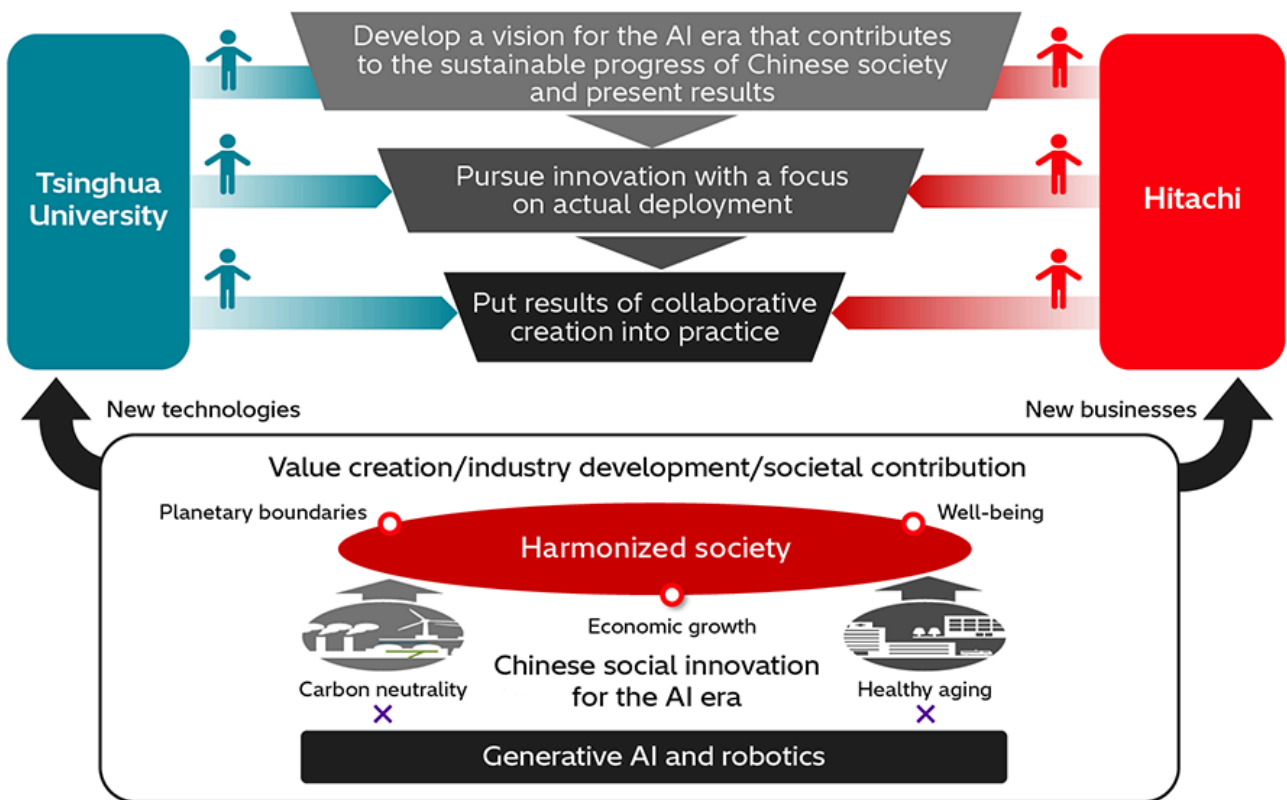 Develop a vision for the AI era that contributes
to the sustainable progress of Chinese society
and present results
Tsinghua
University
Pursue innovation with a focus
on actual deployment
Hitachi
Put results of collaborative
creation into practice
New technologies
New businesses
Value creation/industry development/societal contribution
Planetary boundaries
Well-being
Harmonized society
Economic growth
Chinese social innovation
for the AI era
Carbon neutrality
Healthy aging
×
×
Generative AI and robotics